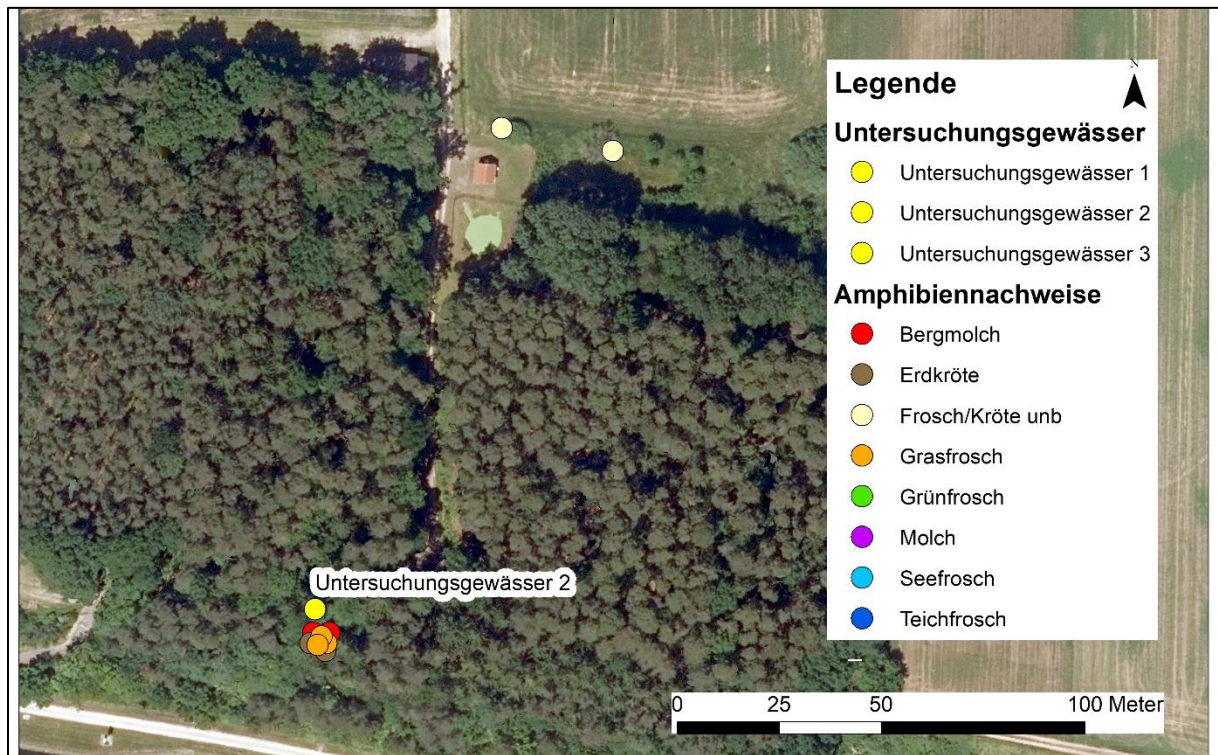 N
Legende
Untersuchungsgewässer
Untersuchungsgewässer 1
Untersuchungsgewässer 2
Untersuchungsgewässer 3
Amphibiennachweise
Bergmolch
Erdkröte
Frosch/Kröte unb
Grasfrosch
Grünfrosch
Molch
Seefrosch
Teichfrosch
Untersuchungsgewässer 2
0 25 50 100 Meter